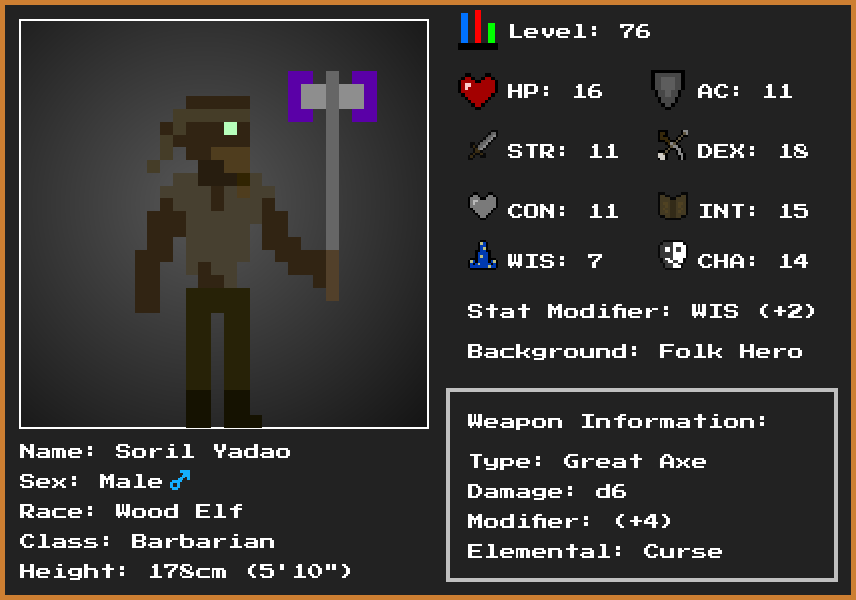 Level: 76
HP: 16
AC: 11
STR: 11
DEX: 18
CON: 11
INT: 15
WIS: 7
CHA: 14
Stat Modifier: WIS (+2)
Background: Folk Hero
Weapon Information:
Type: Great Axe
Damage: d6
Modifier: (+4)
Elemental: Curse
Name: Soril Yadao
Sex: Male♂
Race: Wood Elf
Class: Barbarian
Height: 178cm (5'10")